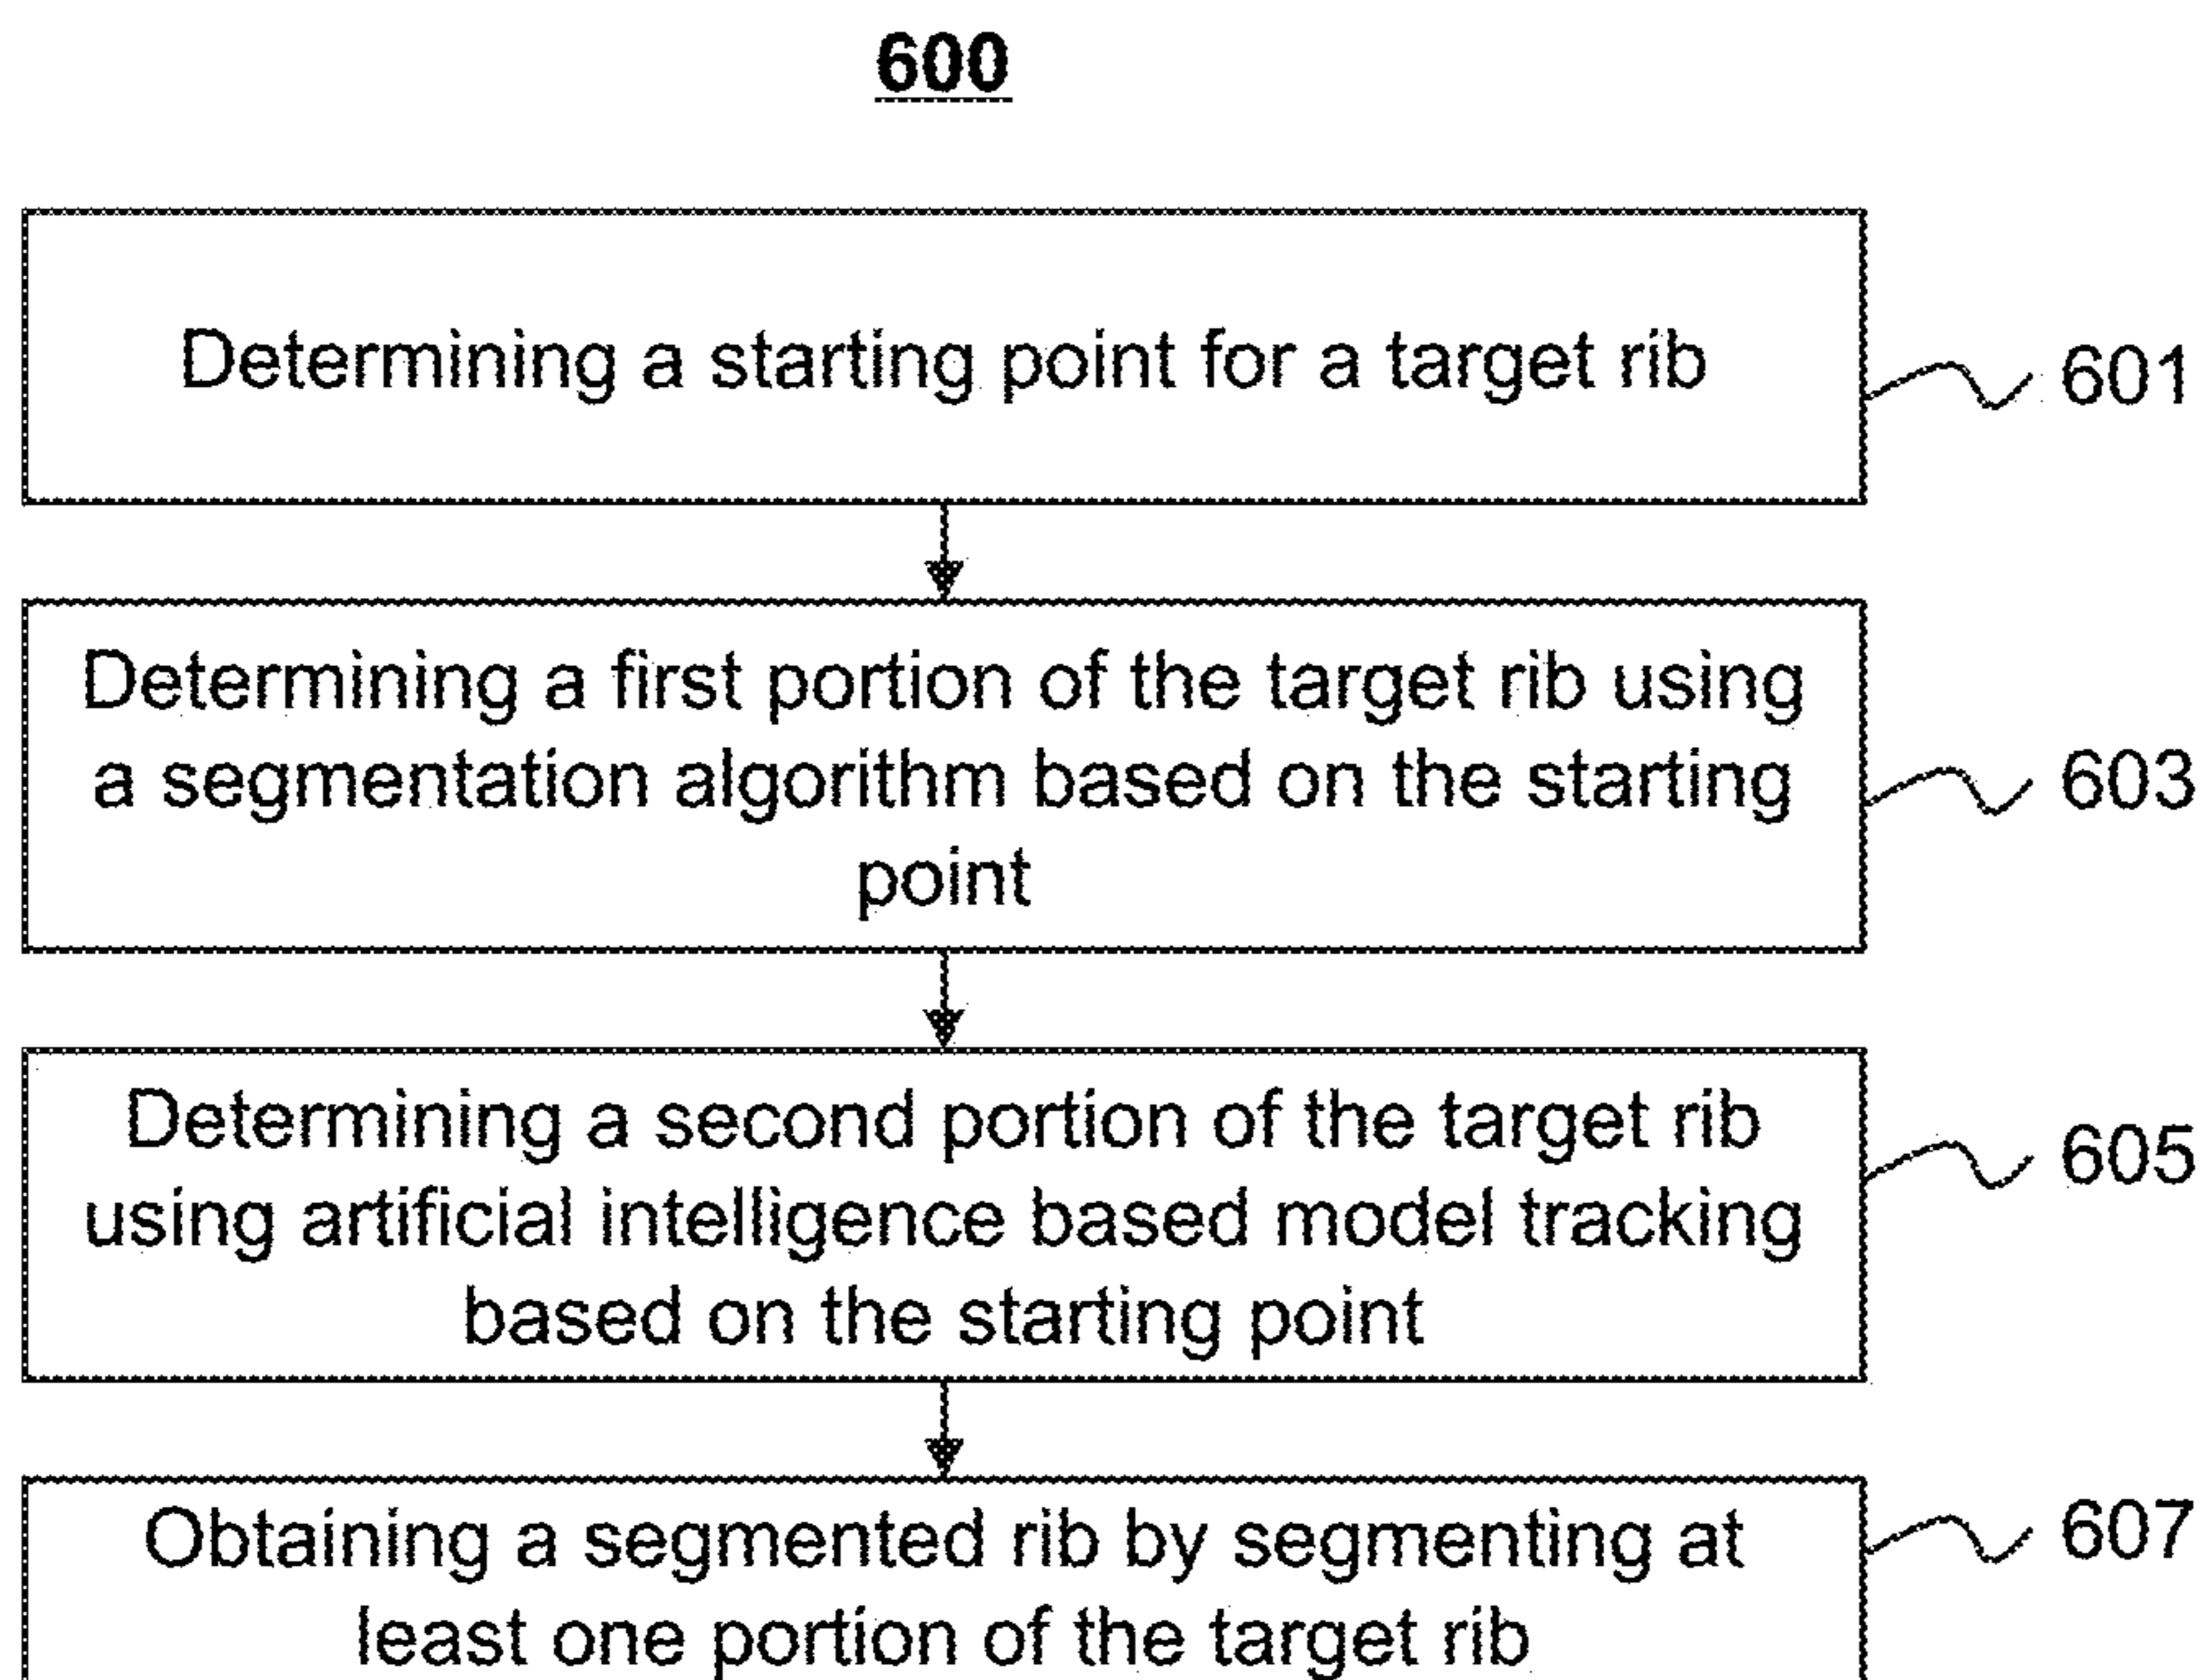 600
Determining a starting point for a target rib
601
Determining a first portion of the target rib using
a segmentation algorithm based on the starting
point
603
Determining a second portion of the target rib
using artificial intelligence based model tracking
based on the starting point
605
Obtaining a segmented rib by segmenting at
least one portion of the target rib
607